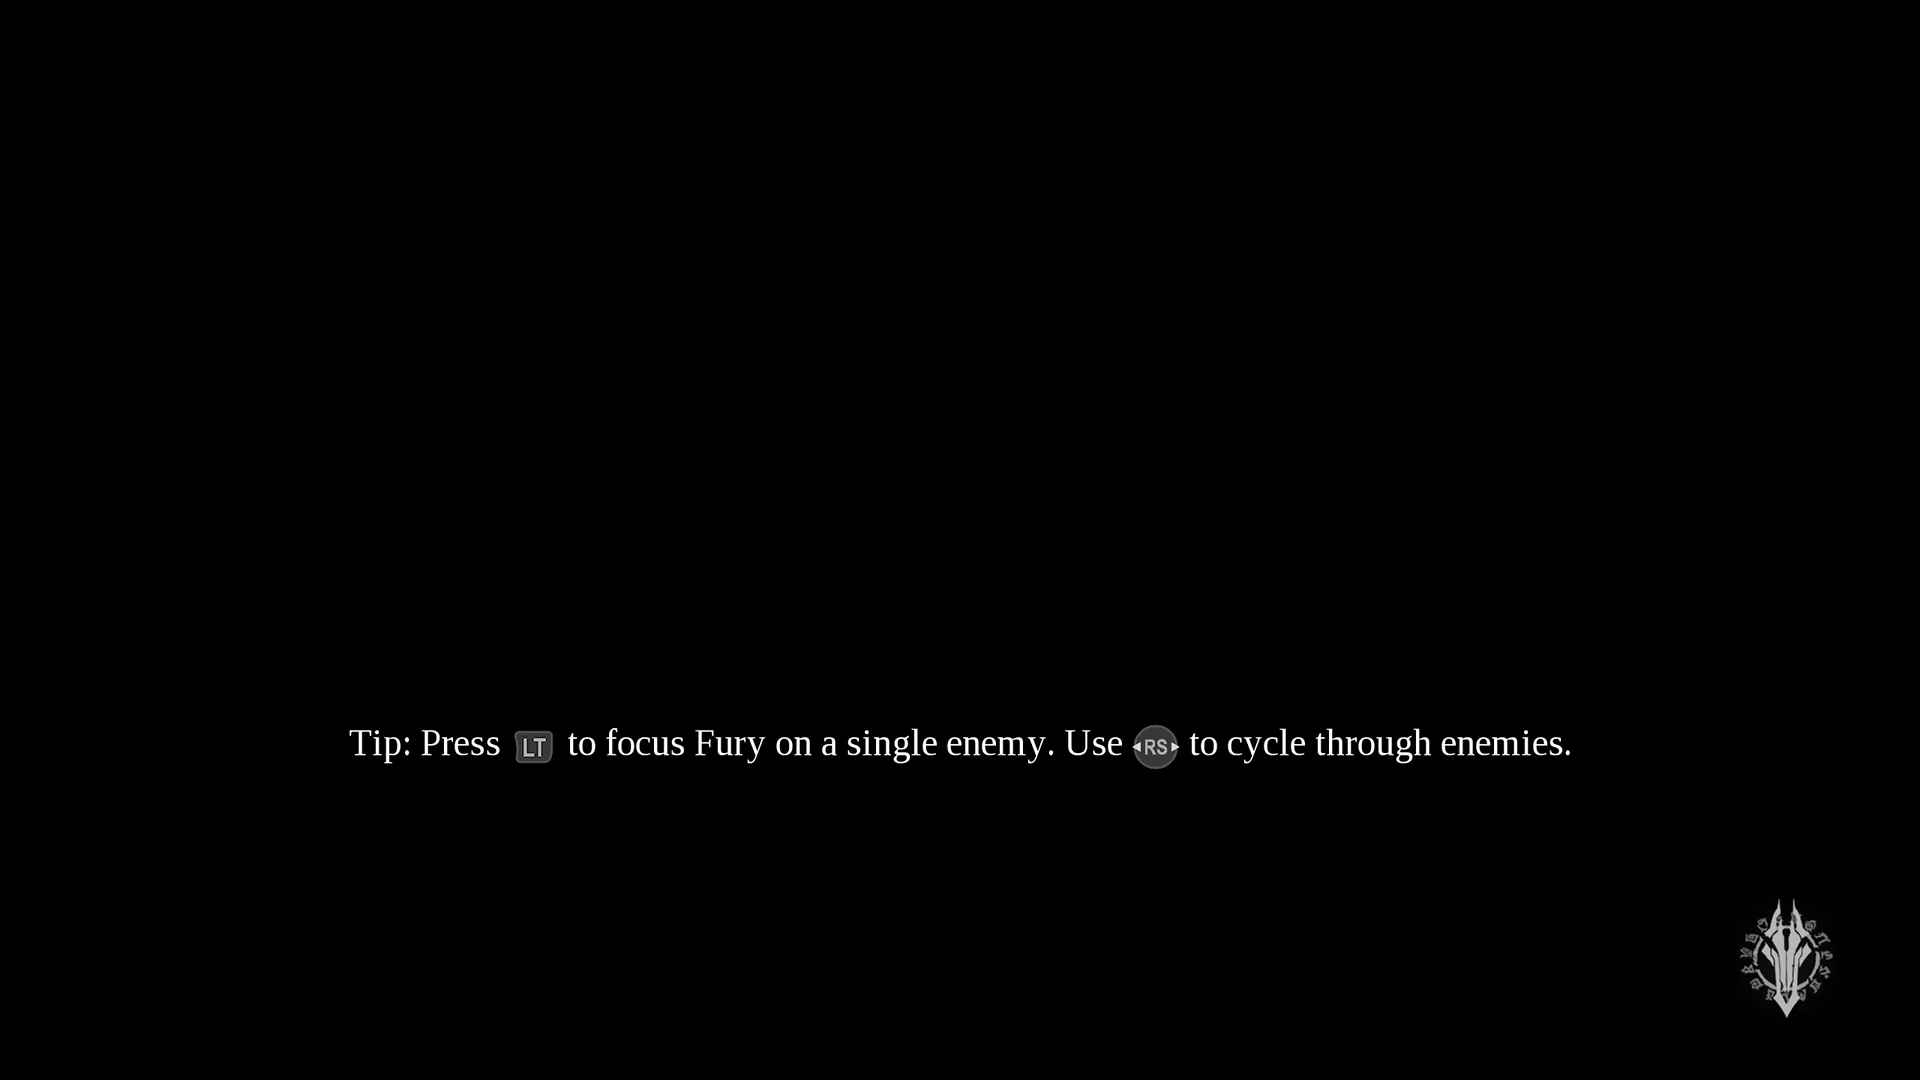 Tip: Press LT to focus Fury on a single enemy. Use RS to cycle through enemies.